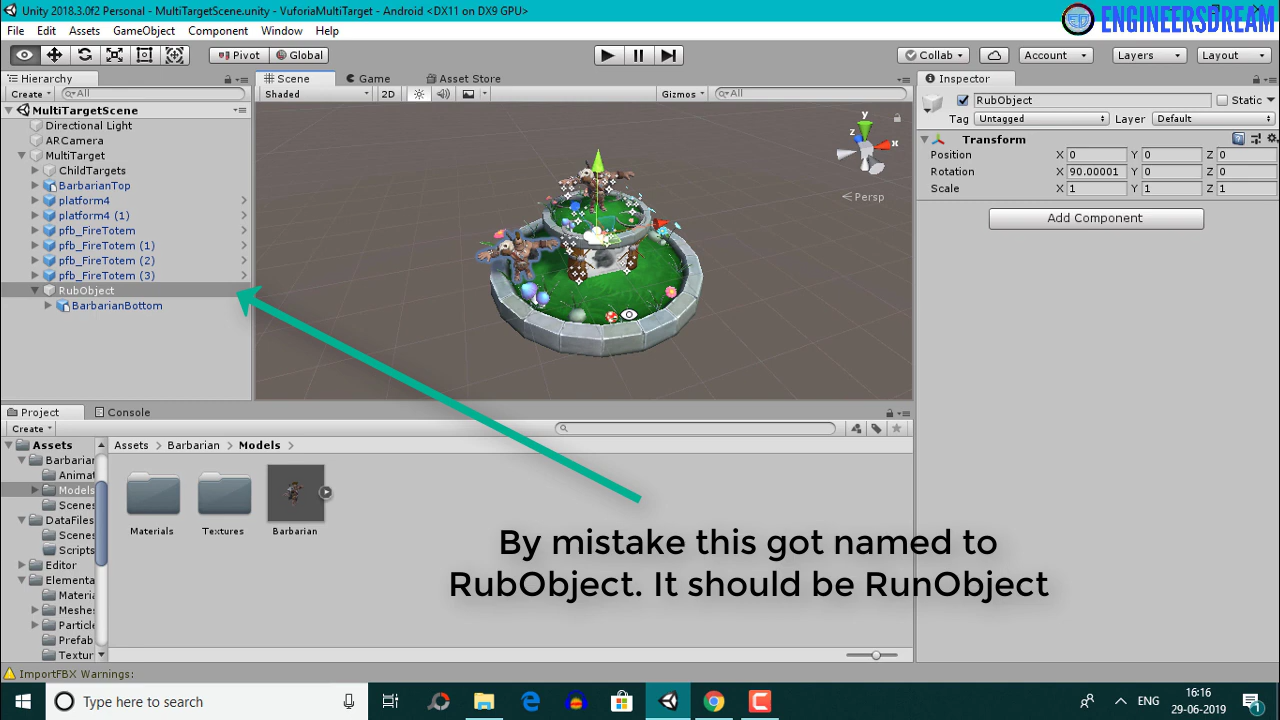 Unity 2018.3.0f2 Personal - MultiTargetScene.unity - VuforiaMultiTarget - Android <DX11 on DX9 GPU>
ENGINEERSDREAM
File Edit Assets GameObject Component Window Help
Pivot Global Collab Account Layers Layout
Hierarchy Scene Game Asset Store Inspector
Create All Shaded 2D Gizmos All
RubObject Static
Tag Untagged Layer Default
MultiTargetScene
Directional Light
ARCamera
MultiTarget
ChildTargets
BarbarianTop
platform4
platform4 (1)
pfb_FireTotem
pfb_FireTotem (1)
pfb_FireTotem (2)
pfb_FireTotem (3)
RubObject
BarbarianBottom
y
z x
Persp
Transform
Position X 0 Y 0 Z 0
Rotation X 90.00001 Y 0 Z 0
Scale X 1 Y 1 Z 1
Add Component
Project Console
Create
Assets
Barbarian
Animat
Models
Scenes
DataFiles
Scenes
Scripts
Editor
Elementa
Materia
Meshes
Particle
Prefab
Textur
Assets Barbarian Models
Materials Textures Barbarian
By mistake this got named to
RubObject. It should be RunObject
ImportFBX Warnings:
Type here to search
ENG
16:16
29-06-2019
1